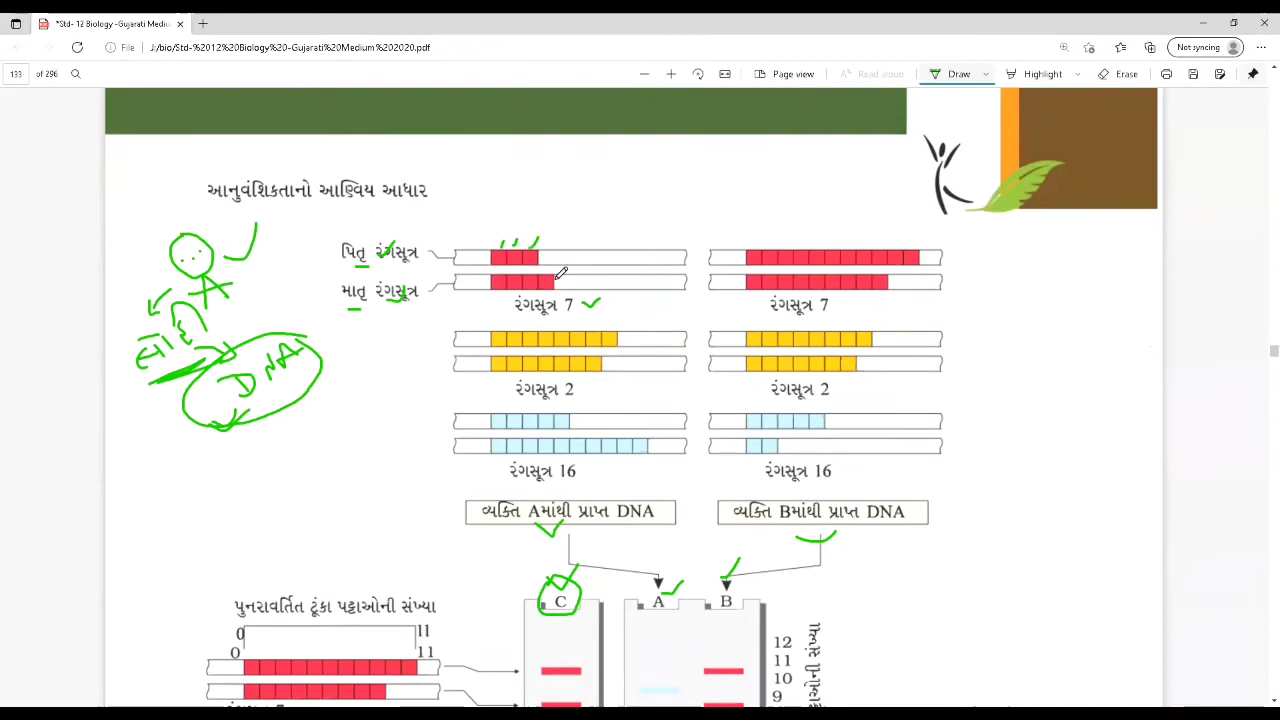 *Std- 12 Biology -Gujarati Mediu
File
J:/bio/Std-%2012%20Biology%20-Gujarati%20Medium%202020.pdf
Not syncing
133 of 296
Page view
Read aloud
Draw
Highlight
Erase
આનુવંશિકતાનો આણ્વિય આધાર
પિતૃ રંગસૂત્ર
માતૃ રંગસૂત્ર
રંગસૂત્ર 7
રંગસૂત્ર 7
રંગસૂત્ર 2
રંગસૂત્ર 2
રંગસૂત્ર 16
રંગસૂત્ર 16
DNA
વ્યક્તિ Aમાંથી પ્રાપ્ત DNA
વ્યક્તિ Bમાંથી પ્રાપ્ત DNA
C
A
B
પુનરાવર્તિત ટૂંકા પટ્ટાઓની સંખ્યા
0 11
0 11
12
11
10
9